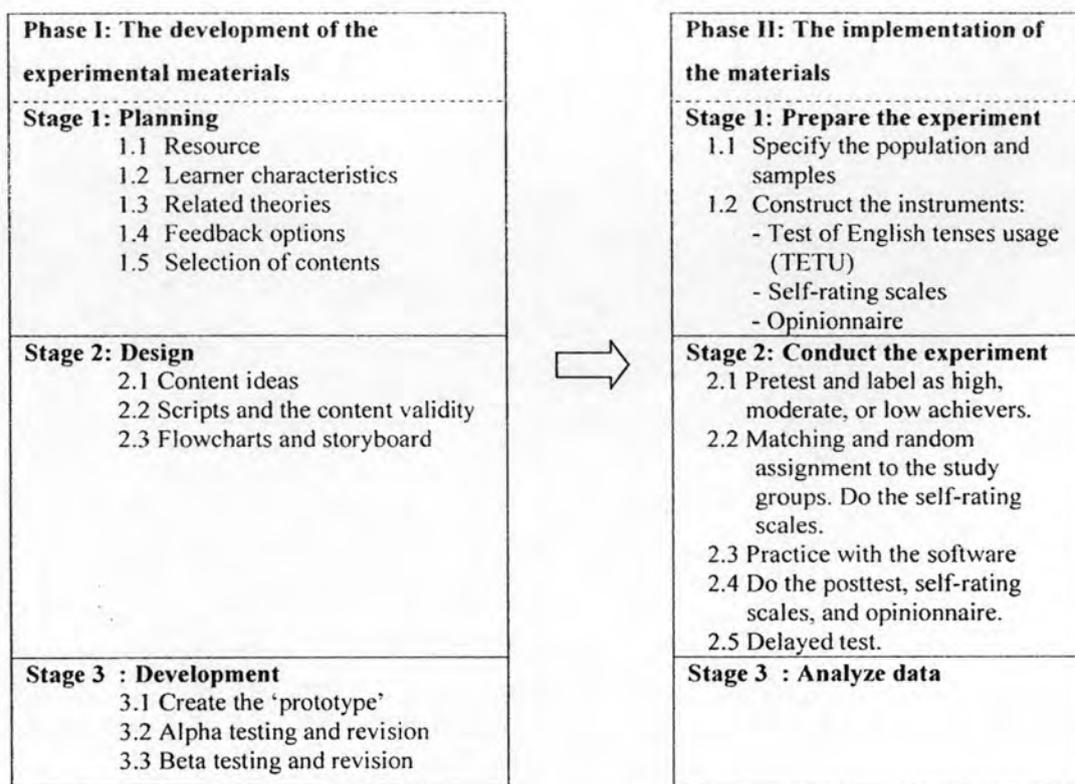 Phase I: The development of the
experimental meaterials
Stage 1: Planning
1.1 Resource
1.2 Learner characteristics
1.3 Related theories
1.4 Feedback options
1.5 Selection of contents
Stage 2: Design
2.1 Content ideas
2.2 Scripts and the content validity
2.3 Flowcharts and storyboard
Stage 3 : Development
3.1 Create the ‘prototype’
3.2 Alpha testing and revision
3.3 Beta testing and revision
Phase II: The implementation of
the materials
Stage 1: Prepare the experiment
1.1 Specify the population and
samples
1.2 Construct the instruments:
- Test of English tenses usage
(TETU)
- Self-rating scales
- Opinionnaire
Stage 2: Conduct the experiment
2.1 Pretest and label as high,
moderate, or low achievers.
2.2 Matching and random
assignment to the study
groups. Do the self-rating
scales.
2.3 Practice with the software
2.4 Do the posttest, self-rating
scales, and opinionnaire.
2.5 Delayed test.
Stage 3 : Analyze data